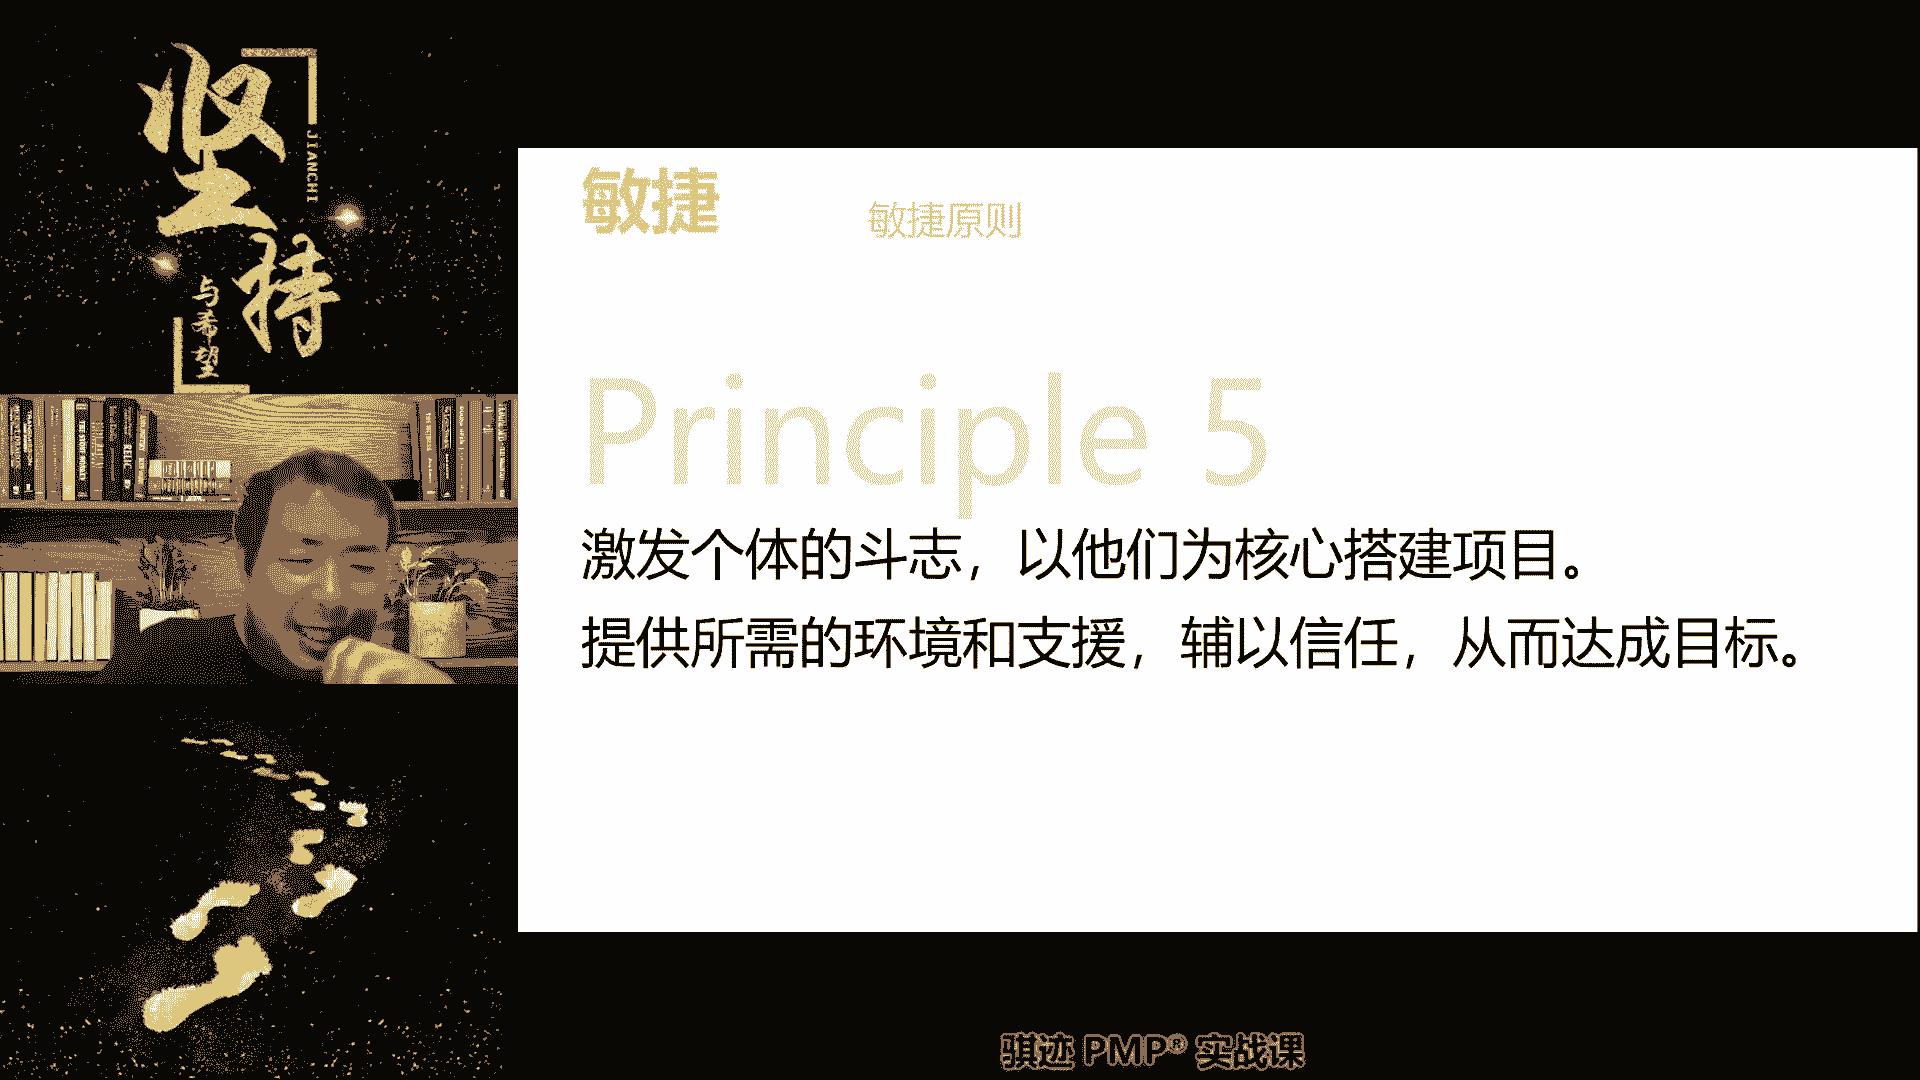 坚持
JIANCHI
与希望
敏捷
敏捷原则
Principle 5
激发个体的斗志，以他们为核心搭建项目。
提供所需的环境和支援，辅以信任，从而达成目标。
骐迹 PMP® 实战课